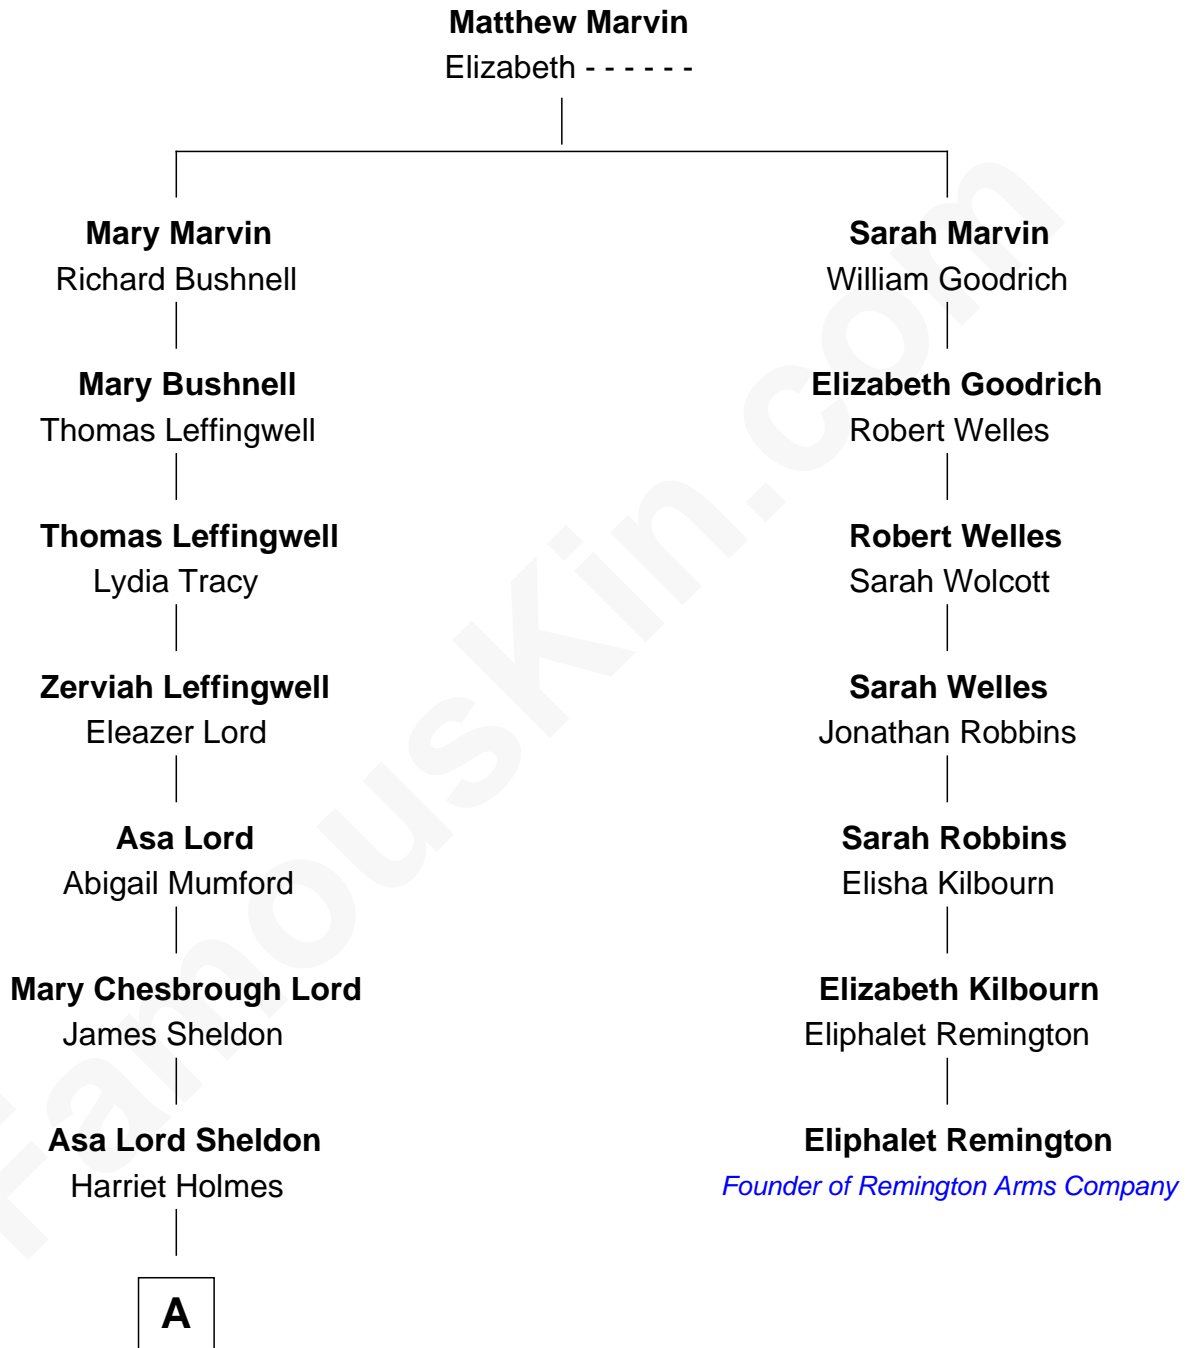 Matthew Marvin
Elizabeth - - - - - -
Mary Marvin
Richard Bushnell
Mary Bushnell
Thomas Leffingwell
Thomas Leffingwell
Lydia Tracy
Zerviah Leffingwell
Eleazer Lord
Asa Lord
Abigail Mumford
Mary Chesbrough Lord
James Sheldon
Asa Lord Sheldon
Harriet Holmes
A
Sarah Marvin
William Goodrich
Elizabeth Goodrich
Robert Welles
Robert Welles
Sarah Wolcott
Sarah Welles
Jonathan Robbins
Sarah Robbins
Elisha Kilbourn
Elizabeth Kilbourn
Eliphalet Remington
Eliphalet Remington
Founder of Remington Arms Company
FamousKin.com